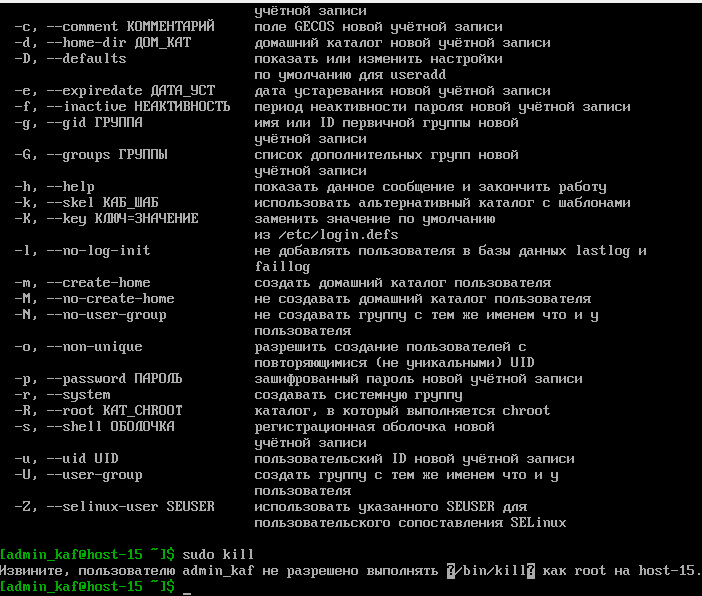 учётной записи
-c, --comment КОММЕНТАРИЙ поле GECOS новой учётной записи
-d, --home-dir ДОМ_КАТ домашний каталог новой учётной записи
-D, --defaults показать или изменить настройки
по умолчанию для useradd
-e, --expiredate ДАТА_УСТ дата устаревания новой учётной записи
-f, --inactive НЕАКТИВНОСТЬ период неактивности пароля новой учётной записи
-g, --gid ГРУППА имя или ID первичной группы новой
учётной записи
-G, --groups ГРУППЫ список дополнительных групп новой
учётной записи
-h, --help показать данное сообщение и закончить работу
-k, --skel КАБ_ШАБ использовать альтернативный каталог с шаблонами
-K, --key КЛЮЧ=ЗНАЧЕНИЕ заменить значение по умолчанию
из /etc/login.defs
-l, --no-log-init не добавлять пользователя в базы данных lastlog и
faillog
-m, --create-home создать домашний каталог пользователя
-M, --no-create-home не создавать домашний каталог пользователя
-N, --no-user-group не создавать группу с тем же именем что и у
пользователя
-o, --non-unique разрешить создание пользователей с
повторяющимися (не уникальными) UID
-p, --password ПАРОЛЬ зашифрованный пароль новой учётной записи
-r, --system создавать системную группу
-R, --root КАТ_CHROOT каталог, в который выполняется chroot
-s, --shell ОБОЛОЧКА регистрационная оболочка новой
учётной записи
-u, --uid UID пользовательский ID новой учётной записи
-U, --user-group создать группу с тем же именем что и у
пользователя
-Z, --selinux-user SEUSER использовать указанного SEUSER для
пользовательского сопоставления SELinux
[admin_kaf@host-15 ~]$ sudo kill
Извините, пользователю admin_kaf не разрешено выполнять ?/bin/kill? как root на host-15.
[admin_kaf@host-15 ~]$ _